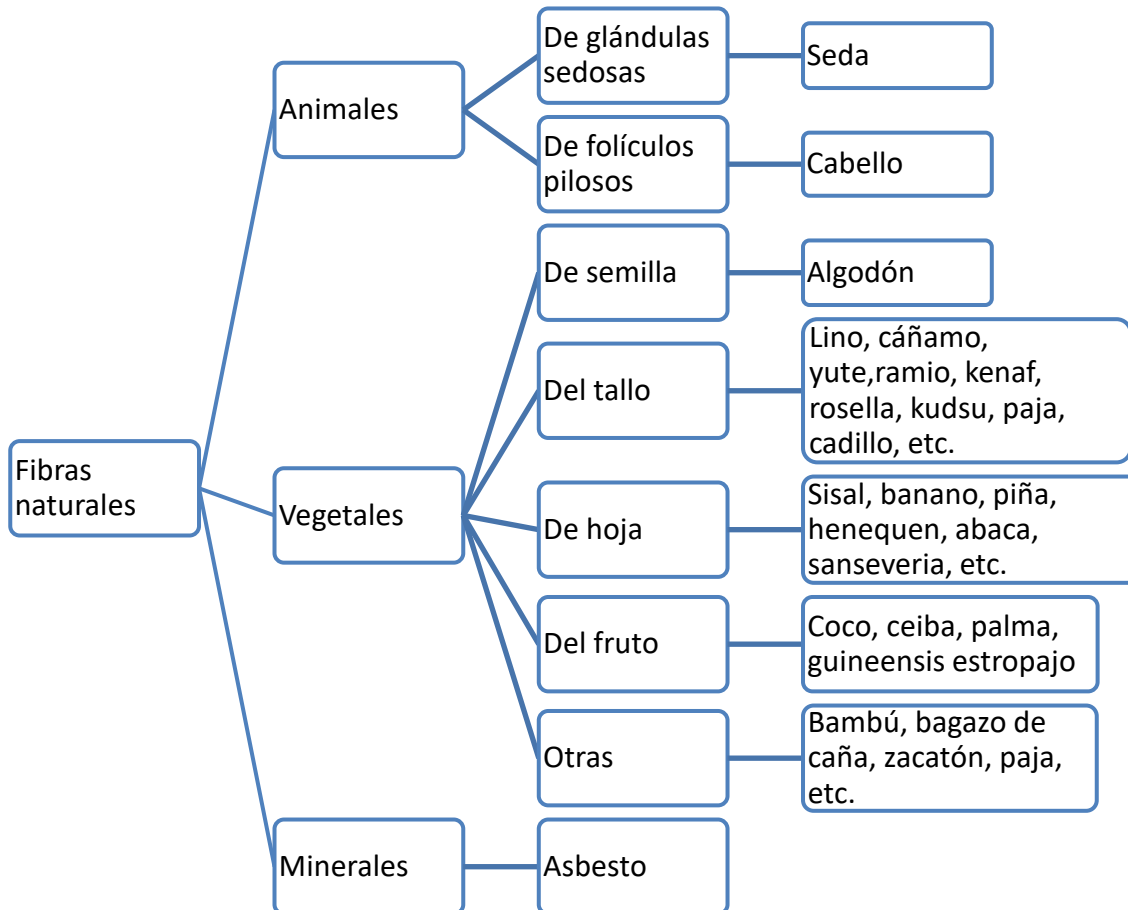 Fibras
naturales
Animales
De glándulas
sedosas
Seda
De folículos
pilosos
Cabello
Vegetales
De semilla
Algodón
Del tallo
Lino, cáñamo,
yute,ramio, kenaf,
rosella, kudsu, paja,
cadillo, etc.
De hoja
Sisal, banano, piña,
henequen, abaca,
sanseveria, etc.
Del fruto
Coco, ceiba, palma,
guineensis estropajo
Otras
Bambú, bagazo de
caña, zacatón, paja,
etc.
Minerales
Asbesto